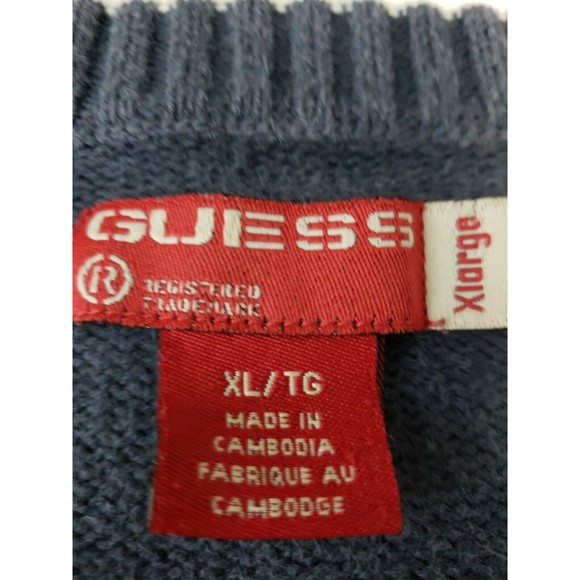 GUESS
® REGISTERED
TRADEMARK
Xlarge
XL/TG
MADE IN
CAMBODIA
FABRIQUE AU
CAMBODGE